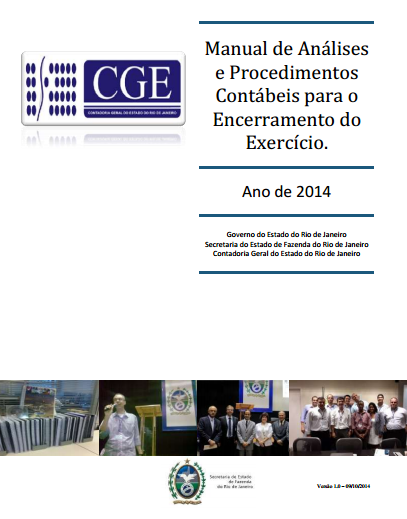 CGE
CONTADORIA GERAL DO ESTADO DO RIO DE JANEIRO
Manual de Análises
e Procedimentos
Contábeis para o
Encerramento do
Exercício.
Ano de 2014
Governo do Estado do Rio de Janeiro
Secretaria do Estado de Fazenda do Rio de Janeiro
Contadoria Geral do Estado do Rio de Janeiro
Secretaria de Estado
de Fazenda
do Rio de Janeiro
Versão 1.0 – 09/10/2014